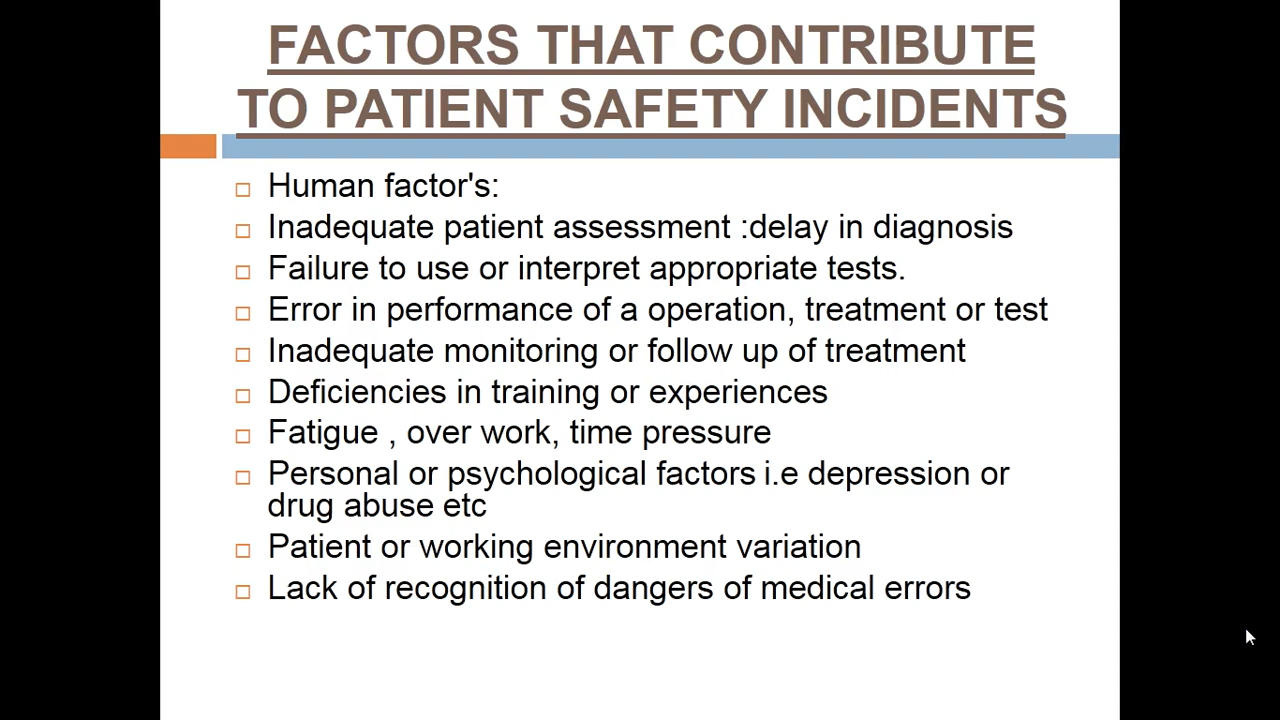 FACTORS THAT CONTRIBUTE
TO PATIENT SAFETY INCIDENTS
Human factor's:
Inadequate patient assessment :delay in diagnosis
Failure to use or interpret appropriate tests.
Error in performance of a operation, treatment or test
Inadequate monitoring or follow up of treatment
Deficiencies in training or experiences
Fatigue , over work, time pressure
Personal or psychological factors i.e depression or
drug abuse etc
Patient or working environment variation
Lack of recognition of dangers of medical errors